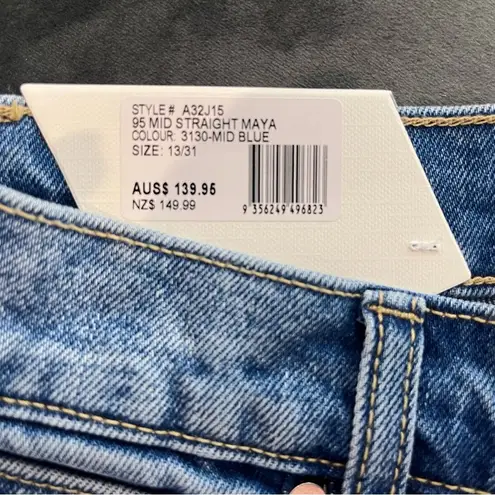 STYLE# A32J15
95 MID STRAIGHT MAYA
COLOUR: 3130-MID BLUE
SIZE: 13/31
AUS$ 139.95
NZ$ 149.99
9 356249 496823